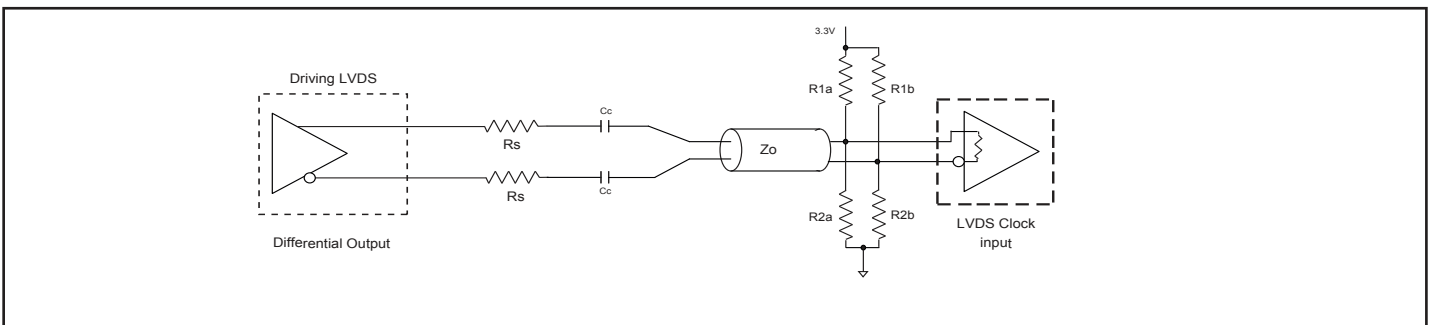 3.3V
Driving LVDS
R1a
R1b
Cc
Rs
Zo
Cc
Rs
R2a
R2b
LVDS Clock
input
Differential Output